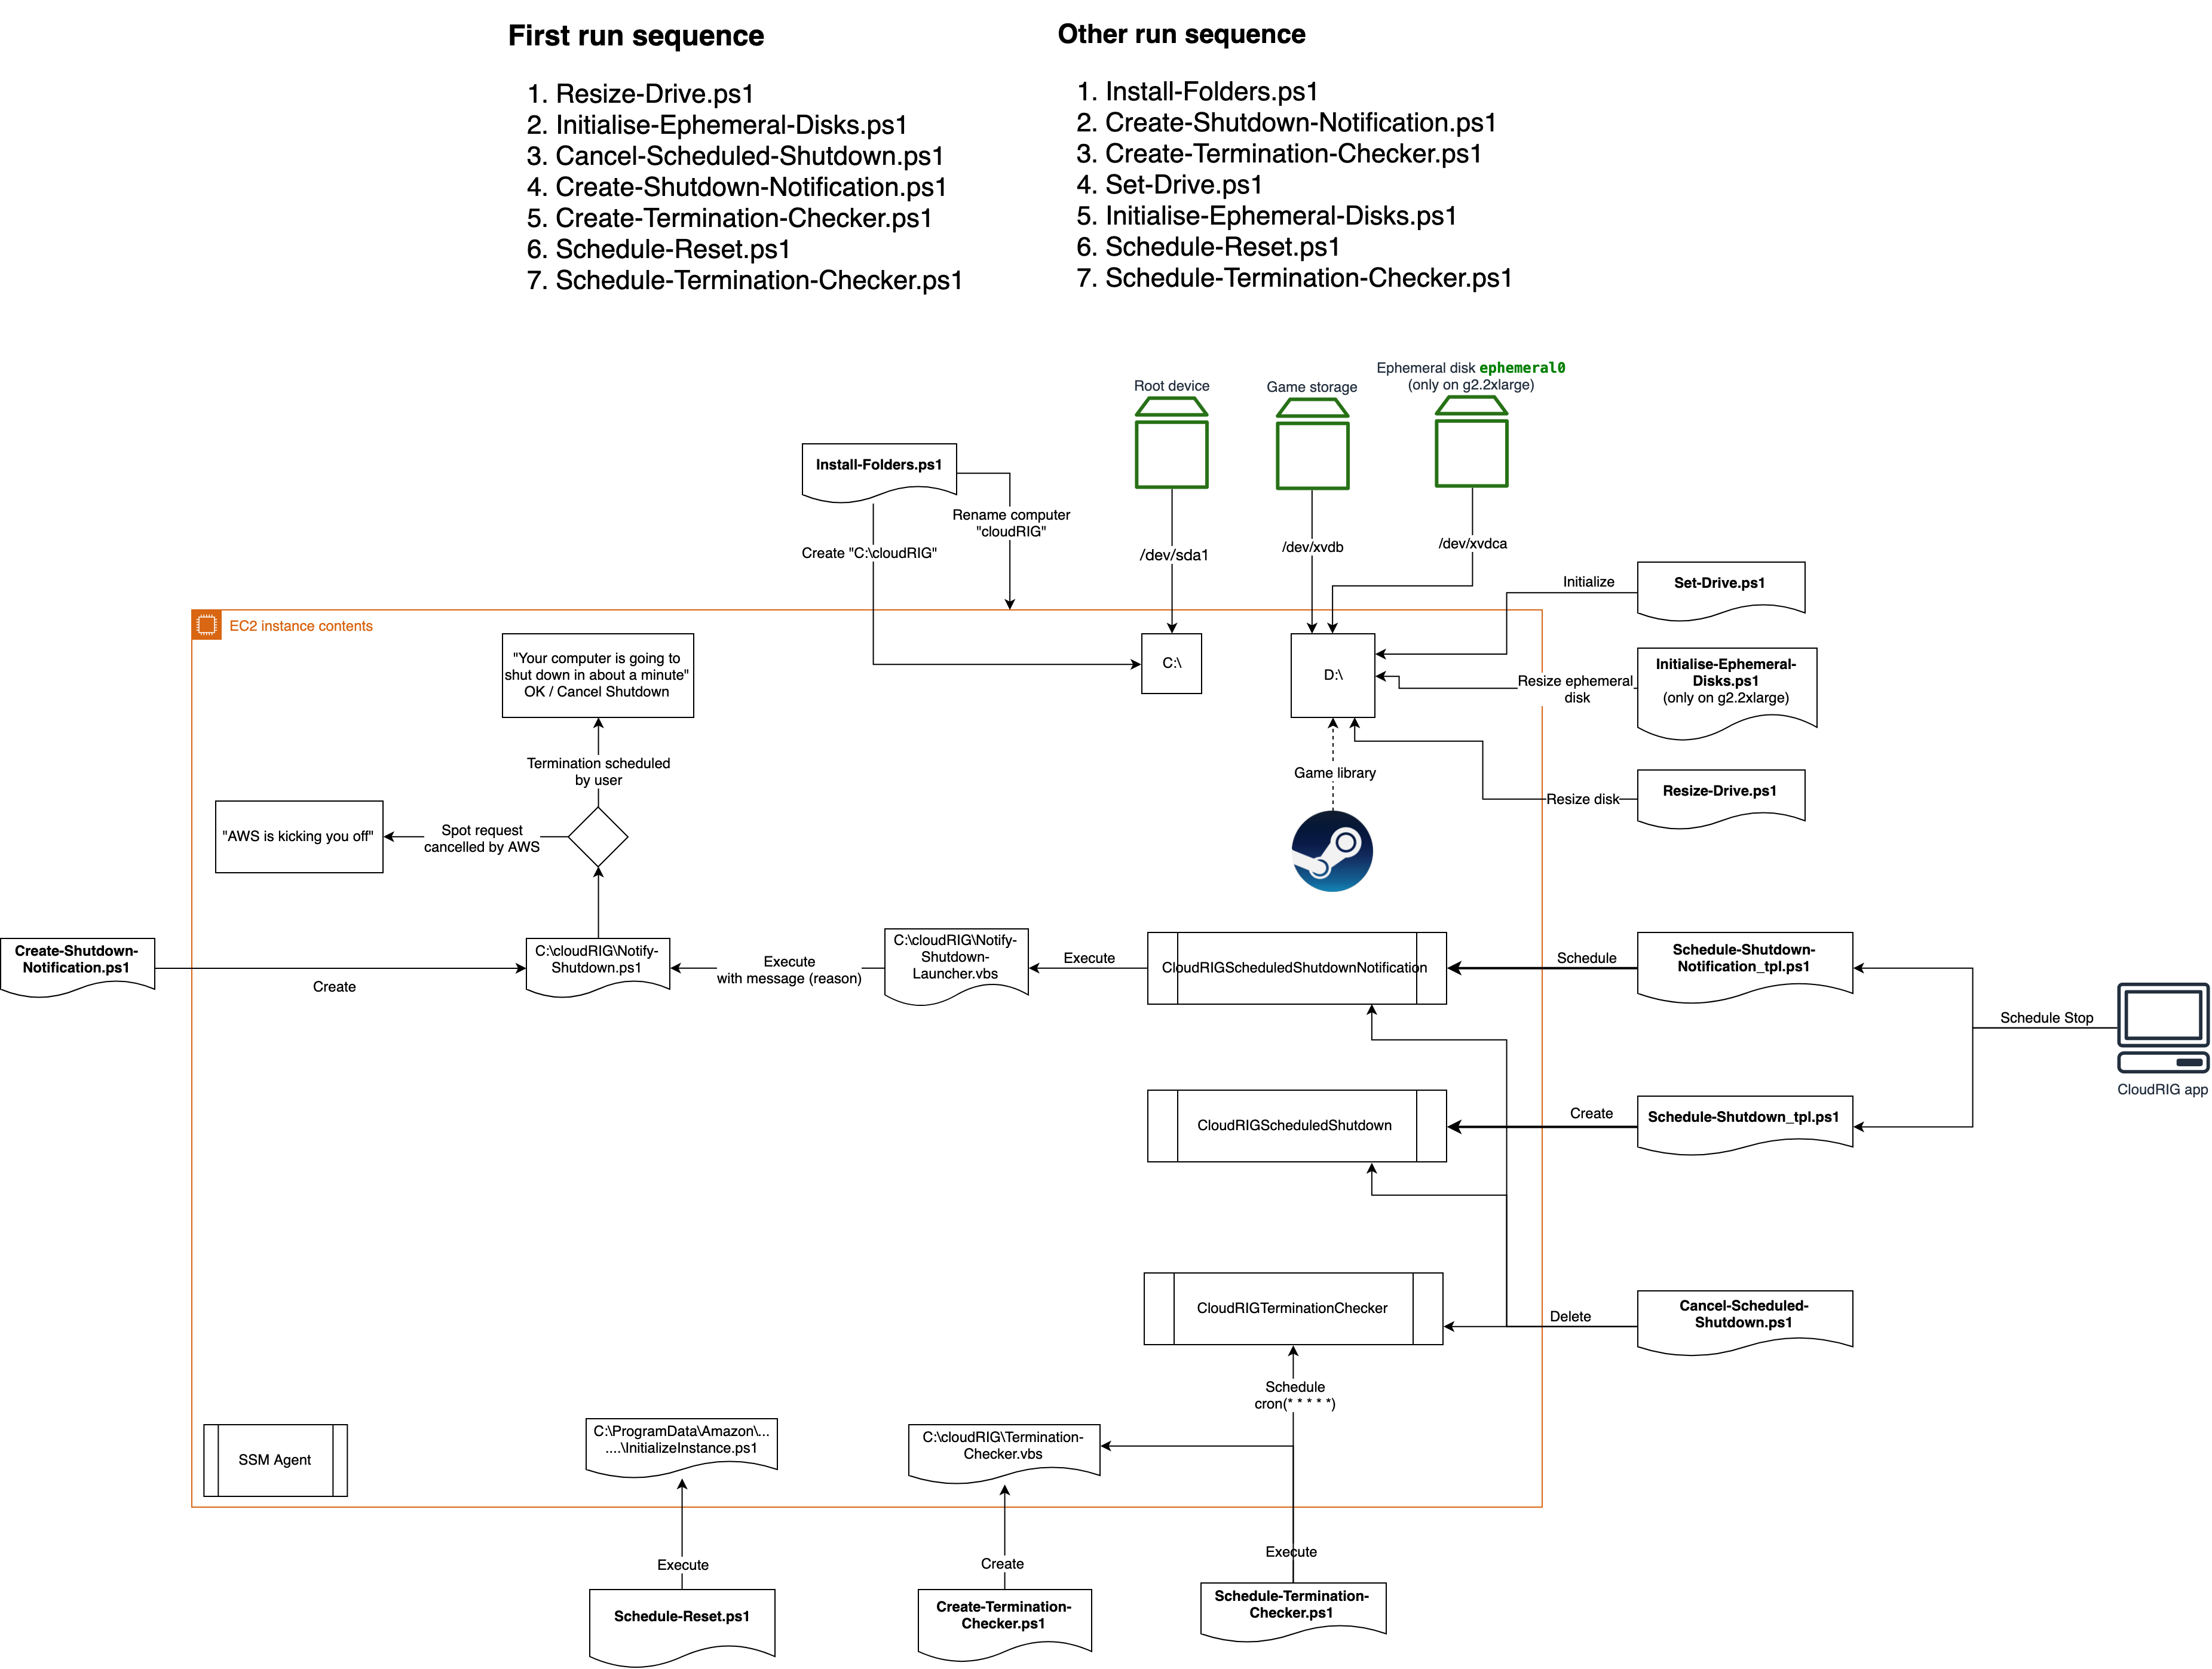 First run sequence
1. Resize-Drive.ps1
2. Initialise-Ephemeral-Disks.ps1
3. Cancel-Scheduled-Shutdown.ps1
4. Create-Shutdown-Notification.ps1
5. Create-Termination-Checker.ps1
6. Schedule-Reset.ps1
7. Schedule-Termination-Checker.ps1
Other run sequence
1. Install-Folders.ps1
2. Create-Shutdown-Notification.ps1
3. Create-Termination-Checker.ps1
4. Set-Drive.ps1
5. Initialise-Ephemeral-Disks.ps1
6. Schedule-Reset.ps1
7. Schedule-Termination-Checker.ps1
Root device
Game storage
Ephemeral disk ephemeral0
(only on g2.2xlarge)
Install-Folders.ps1
Rename computer
"cloudRIG"
Create "C:\cloudRIG"
/dev/sda1
/dev/xvdb
/dev/xvdca
Initialize
Set-Drive.ps1
EC2 instance contents
"Your computer is going to
shut down in about a minute"
OK / Cancel Shutdown
C:\
D:\
Resize ephemeral
disk
Initialise-Ephemeral-
Disks.ps1
(only on g2.2xlarge)
Termination scheduled
by user
Game library
Resize disk
Resize-Drive.ps1
"AWS is kicking you off"
Spot request
cancelled by AWS
Create-Shutdown-
Notification.ps1
Create
C:\cloudRIG\Notify-
Shutdown.ps1
Execute
with message (reason)
C:\cloudRIG\Notify-
Shutdown-
Launcher.vbs
Execute
CloudRIGScheduledShutdownNotification
Schedule
Schedule-Shutdown-
Notification_tpl.ps1
Schedule Stop
CloudRIG app
CloudRIGScheduledShutdown
Create
Schedule-Shutdown_tpl.ps1
CloudRIGTerminationChecker
Delete
Cancel-Scheduled-
Shutdown.ps1
Schedule
cron(* * * * *)
SSM Agent
C:\ProgramData\Amazon\...
....\InitializeInstance.ps1
C:\cloudRIG\Termination-
Checker.vbs
Execute
Create
Execute
Schedule-Reset.ps1
Create-Termination-
Checker.ps1
Schedule-Termination-
Checker.ps1